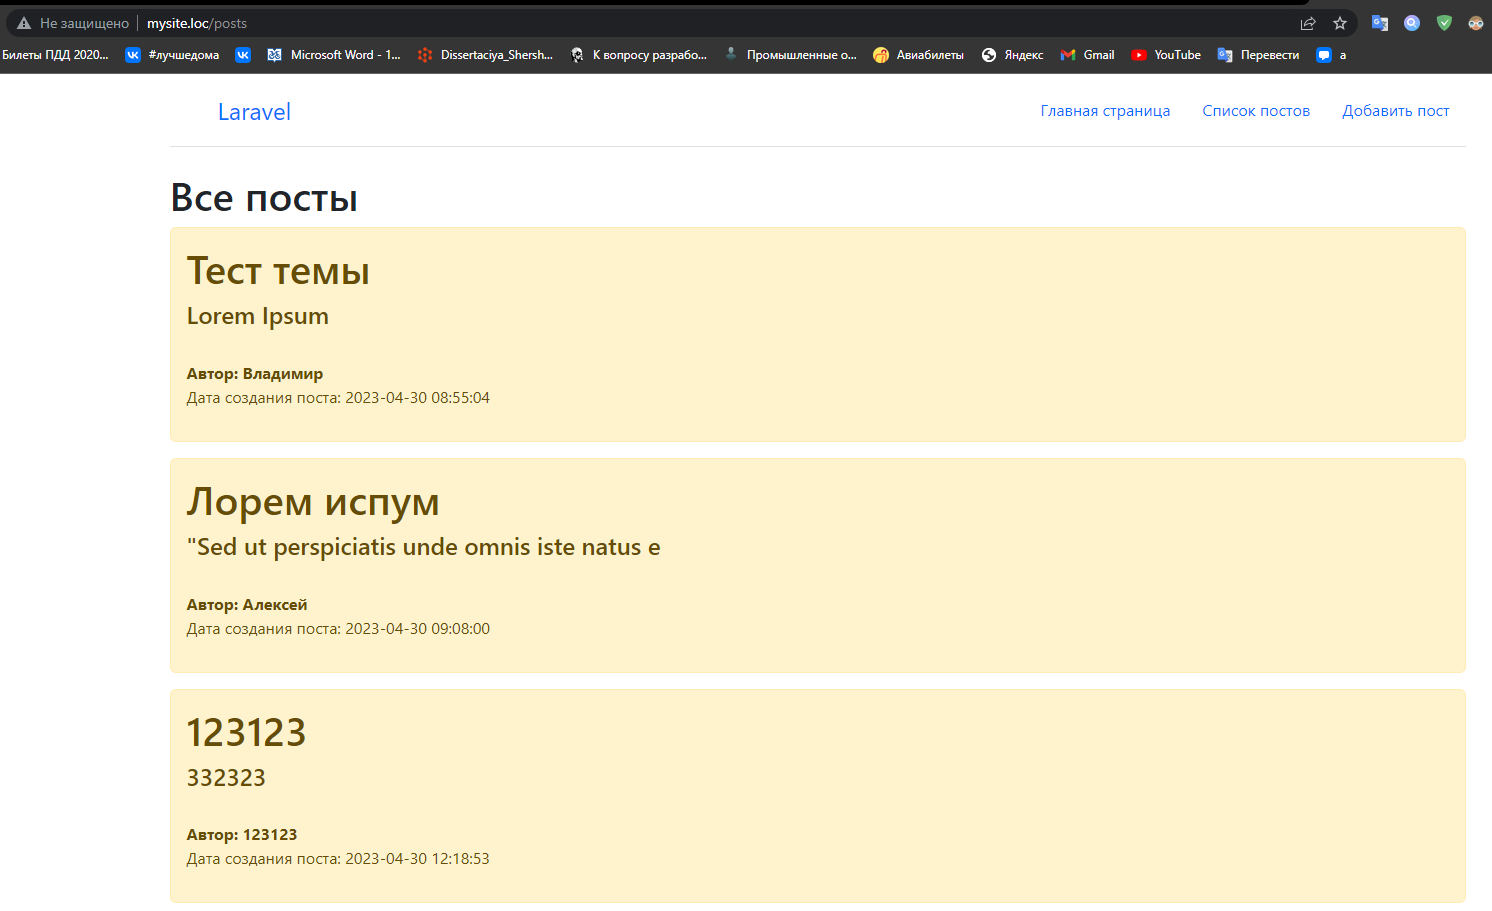 Не защищено mysite.loc/posts
Билеты ПДД 2020... #лучшедома Microsoft Word - 1... Dissertaciya_Shersh... К вопросу разрабо... Промышленные о... Авиабилеты Яндекс Gmail YouTube Перевести а
Laravel Главная страница Список постов Добавить пост
Все посты
Тест темы
Lorem Ipsum
Автор: Владимир
Дата создания поста: 2023-04-30 08:55:04
Лорем испум
"Sed ut perspiciatis unde omnis iste natus e
Автор: Алексей
Дата создания поста: 2023-04-30 09:08:00
123123
332323
Автор: 123123
Дата создания поста: 2023-04-30 12:18:53